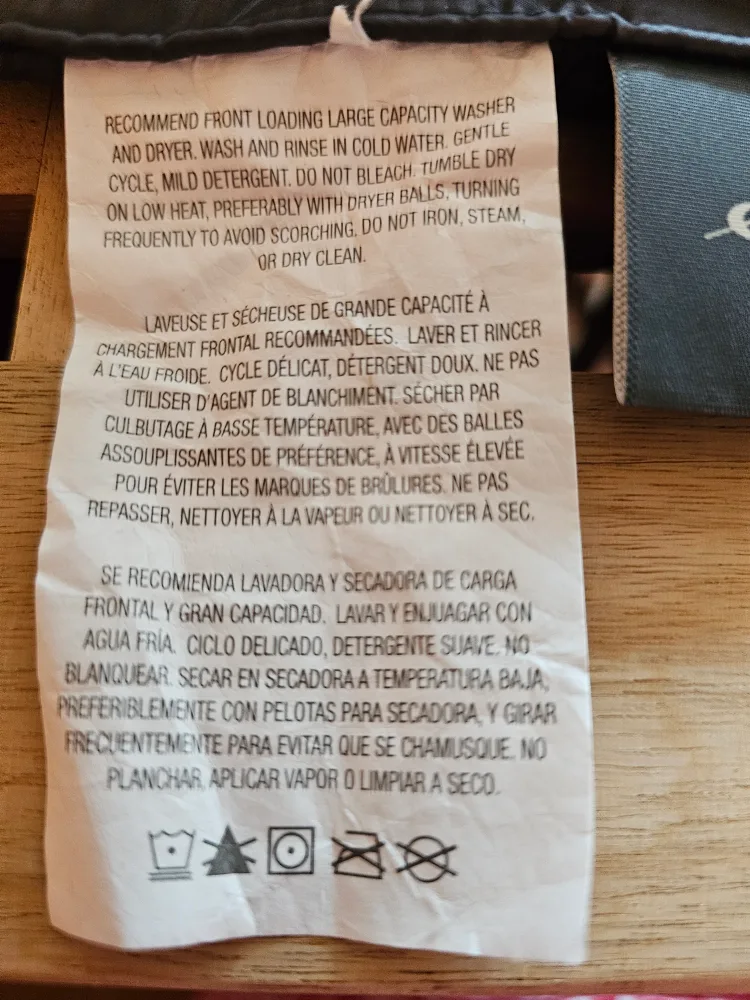 RECOMMEND FRONT LOADING LARGE CAPACITY WASHER
AND DRYER. WASH AND RINSE IN COLD WATER. GENTLE
CYCLE, MILD DETERGENT. DO NOT BLEACH. TUMBLE DRY
ON LOW HEAT, PREFERABLY WITH DRYER BALLS, TURNING
FREQUENTLY TO AVOID SCORCHING. DO NOT IRON, STEAM,
OR DRY CLEAN.
LAVEUSE ET SÉCHEUSE DE GRANDE CAPACITÉ À
CHARGEMENT FRONTAL RECOMMANDÉES. LAVER ET RINCER
À L'EAU FROIDE. CYCLE DÉLICAT, DÉTERGENT DOUX. NE PAS
UTILISER D'AGENT DE BLANCHIMENT. SÉCHER PAR
CULBUTAGE À BASSE TEMPÉRATURE, AVEC DES BALLES
ASSOUPLISSANTES DE PRÉFÉRENCE, À VITESSE ÉLEVÉE
POUR ÉVITER LES MARQUES DE BRÛLURES. NE PAS
REPASSER, NETTOYER À LA VAPEUR OU NETTOYER À SEC.
SE RECOMIENDA LAVADORA Y SECADORA DE CARGA
FRONTAL Y GRAN CAPACIDAD. LAVAR Y ENJUAGAR CON
AGUA FRÍA. CICLO DELICADO, DETERGENTE SUAVE. NO
BLANQUEAR. SECAR EN SECADORA A TEMPERATURA BAJA,
PREFERIBLEMENTE CON PELOTAS PARA SECADORA, Y GIRAR
FRECUENTEMENTE PARA EVITAR QUE SE CHAMUSQUE. NO
PLANCHAR, APLICAR VAPOR O LIMPIAR A SECO.